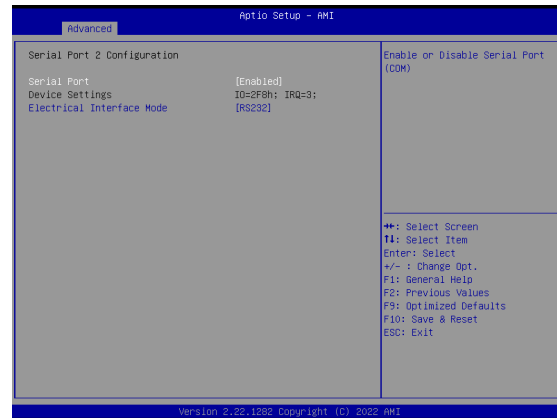 Aptio Setup - AMI
Advanced
Serial Port 2 Configuration
Serial Port [Enabled]
Device Settings IO=2F8h; IRQ=3;
Electrical Interface Mode [RS232]
Enable or Disable Serial Port
(COM)
→←: Select Screen
↑↓: Select Item
Enter: Select
+/- : Change Opt.
F1: General Help
F2: Previous Values
F9: Optimized Defaults
F10: Save & Reset
ESC: Exit
Version 2.22.1282 Copyright (C) 2022 AMI